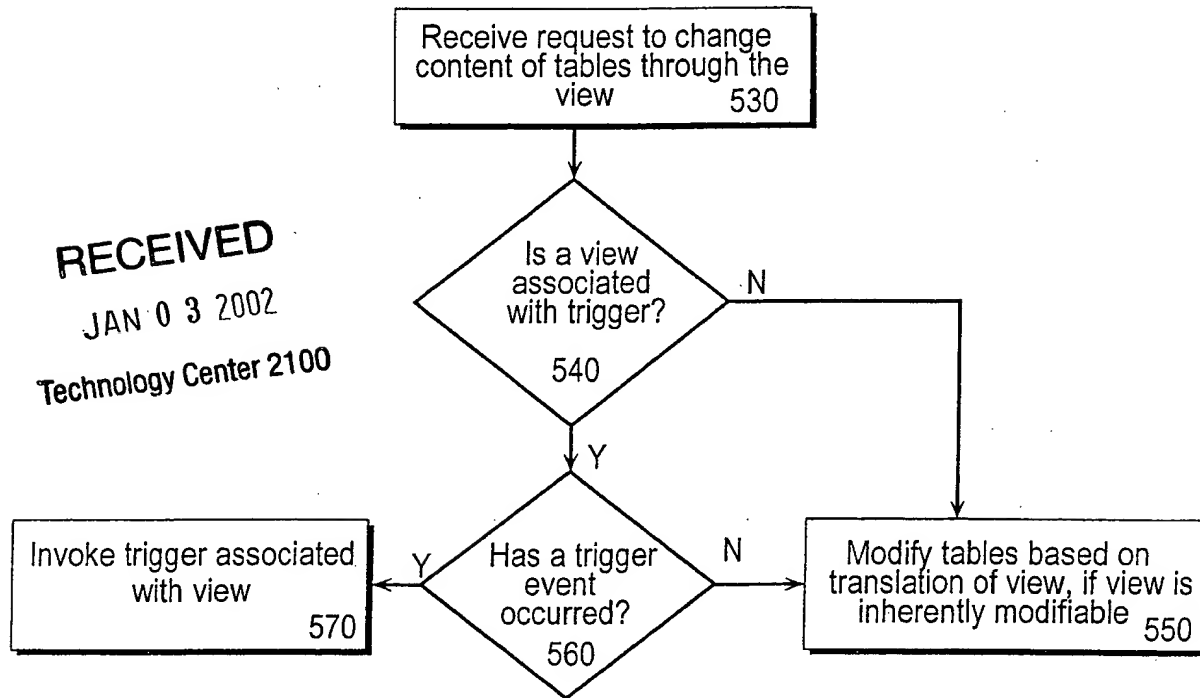 Receive request to change
content of tables through the
view 530
RECEIVED
JAN 03 2002
Technology Center 2100
Is a view
associated
with trigger?
540
N
Y
Invoke trigger associated
with view
570
Y
Has a trigger
event
occurred?
560
N
Modify tables based on
translation of view, if view is
inherently modifiable 550